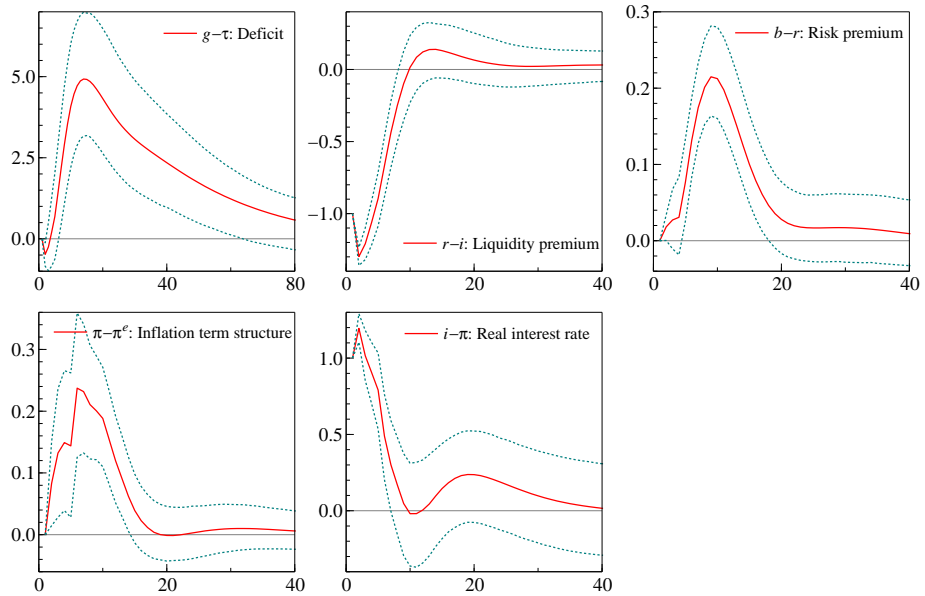 g−τ: Deficit
5.0
2.5
0.0
0 20 40 60 80
r−i: Liquidity premium
0.0
−0.5
−1.0
0 20 40
b−r: Risk premium
0.3
0.2
0.1
0.0
0 20 40
π−πᵉ: Inflation term structure
0.3
0.2
0.1
0.0
0 20 40
i−π: Real interest rate
1.0
0.5
0.0
0 20 40